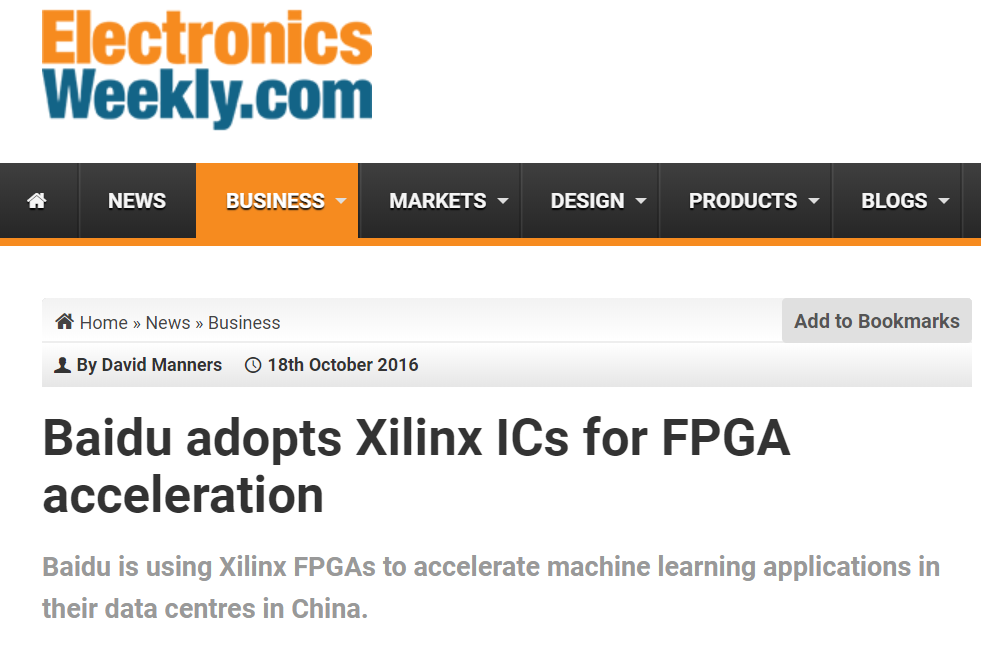 Electronics
Weekly.com
NEWS
BUSINESS
MARKETS
DESIGN
PRODUCTS
BLOGS
Home » News » Business
Add to Bookmarks
By David Manners
18th October 2016
Baidu adopts Xilinx ICs for FPGA
acceleration
Baidu is using Xilinx FPGAs to accelerate machine learning applications in
their data centres in China.